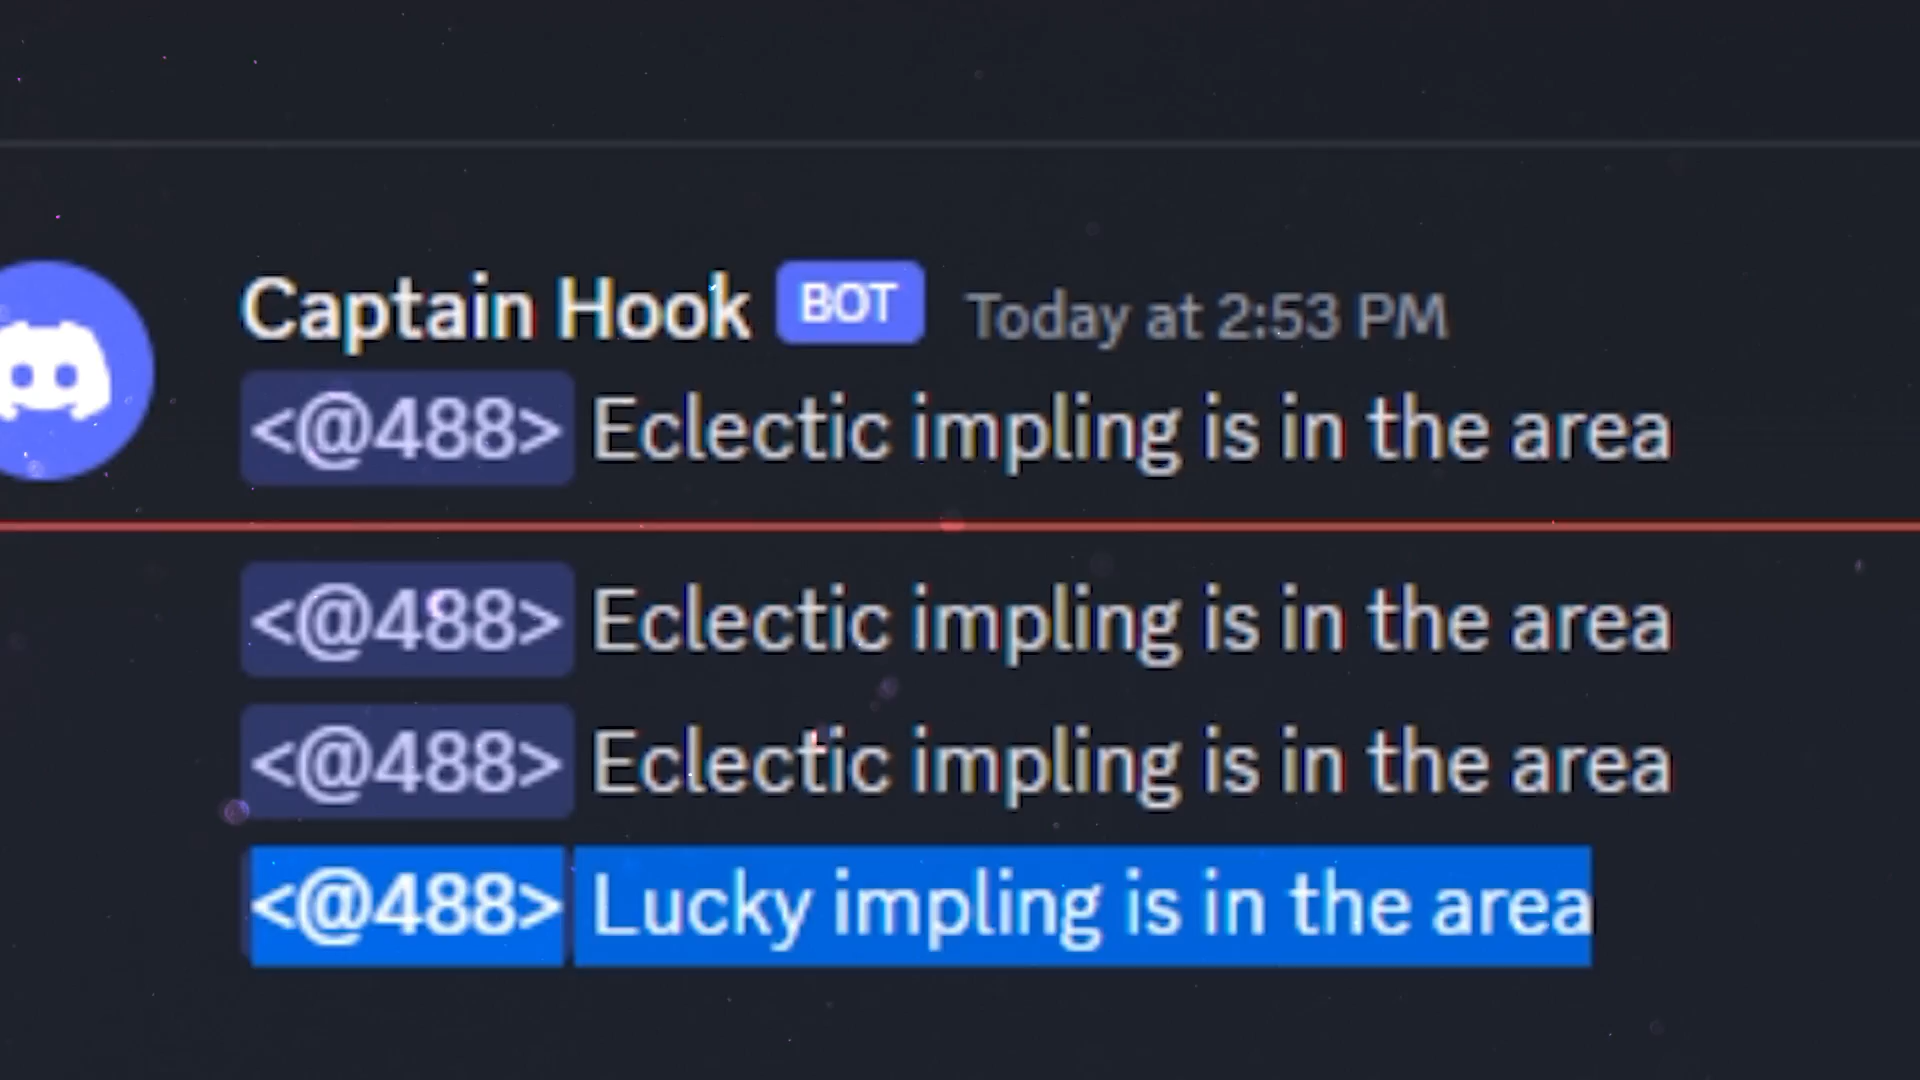 Captain Hook BOT Today at 2:53 PM
<@488> Eclectic impling is in the area
<@488> Eclectic impling is in the area
<@488> Eclectic impling is in the area
<@488> Lucky impling is in the area